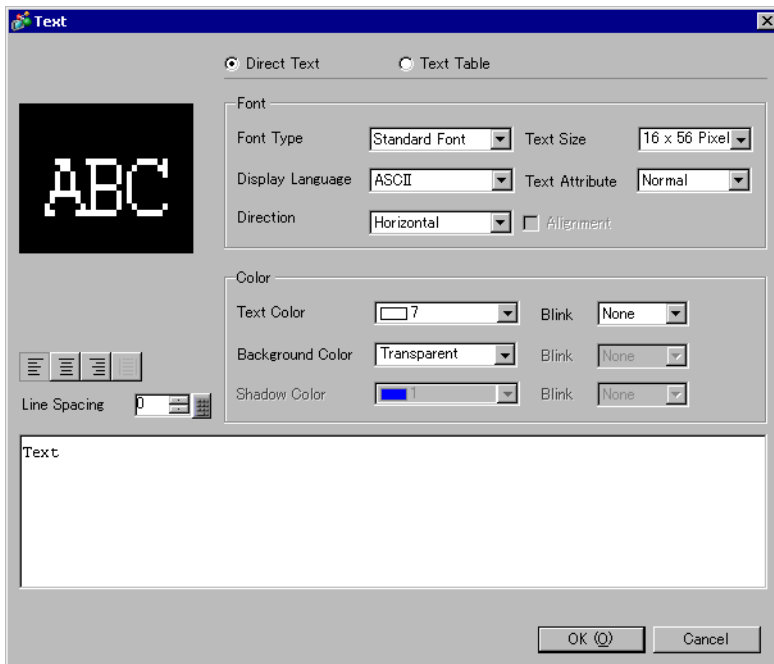 Text
Direct Text Text Table
Font
ABC
Font Type Standard Font Text Size 16 x 56 Pixel
Display Language ASCII Text Attribute Normal
Direction Horizontal Alignment
Color
Text Color 7 Blink None
Background Color Transparent Blink None
Shadow Color 1 Blink None
Line Spacing 0
Text
OK (O) Cancel